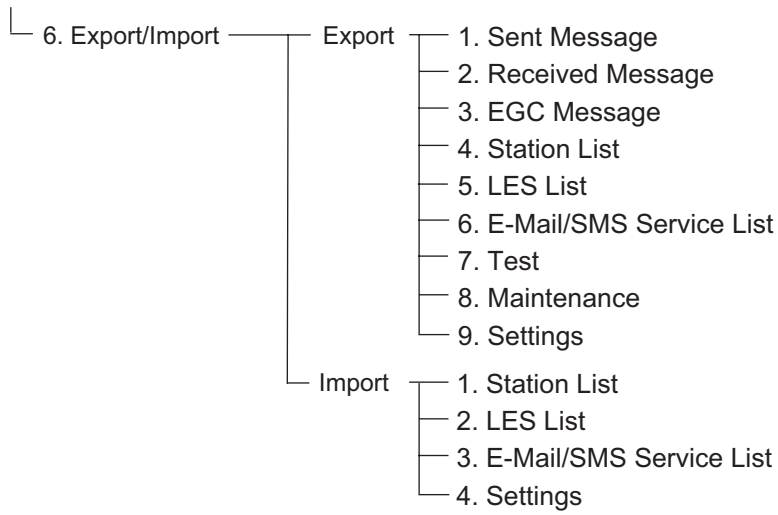 6. Export/Import Export 1. Sent Message
2. Received Message
3. EGC Message
4. Station List
5. LES List
6. E-Mail/SMS Service List
7. Test
8. Maintenance
9. Settings
Import 1. Station List
2. LES List
3. E-Mail/SMS Service List
4. Settings